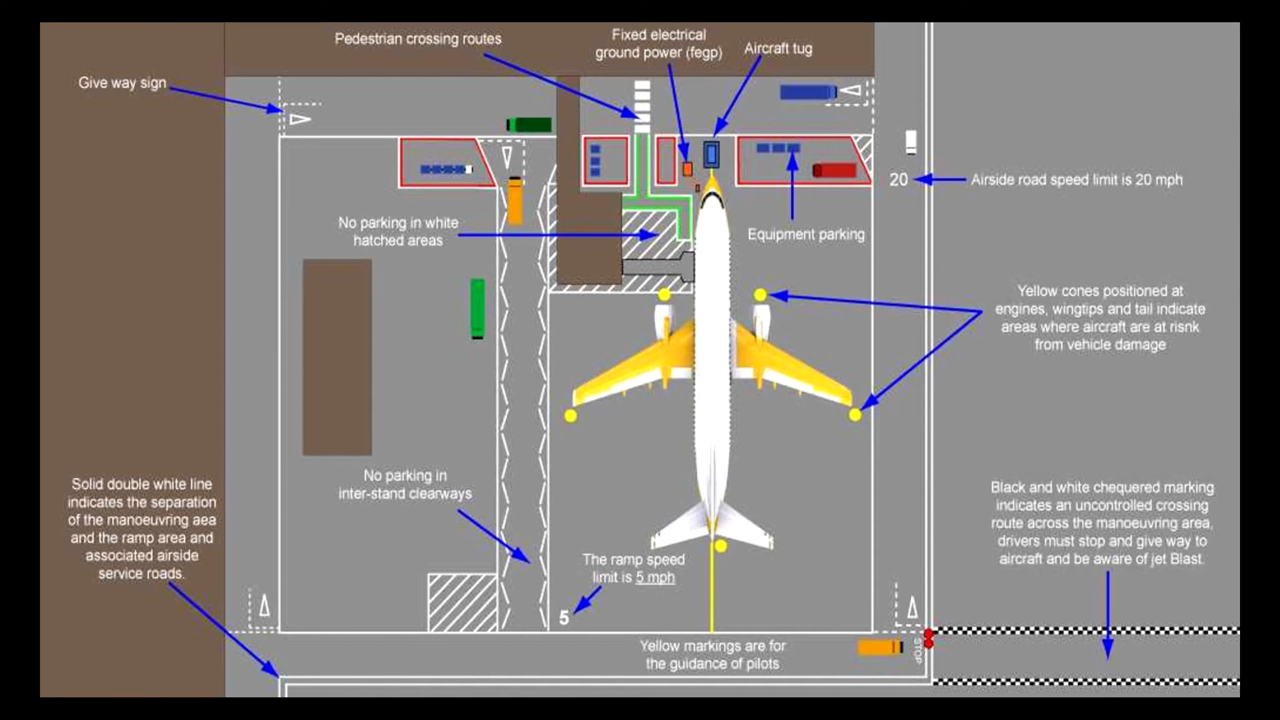 Pedestrian crossing routes
Fixed electrical
ground power (fegp)
Aircraft tug
Give way sign
20
Airside road speed limit is 20 mph
No parking in white
hatched areas
Equipment parking
Yellow cones positioned at
engines, wingtips and tail indicate
areas where aircraft are at risnk
from vehicle damage
No parking in
inter-stand clearways
Solid double white line
indicates the separation
of the manoeuvring aea
and the ramp area and
associated airside
service roads.
Black and white chequered marking
indicates an uncontrolled crossing
route across the manoeuvring area,
drivers must stop and give way to
aircraft and be aware of jet Blast.
The ramp speed
limit is 5 mph
5
Yellow markings are for
the guidance of pilots
STOP